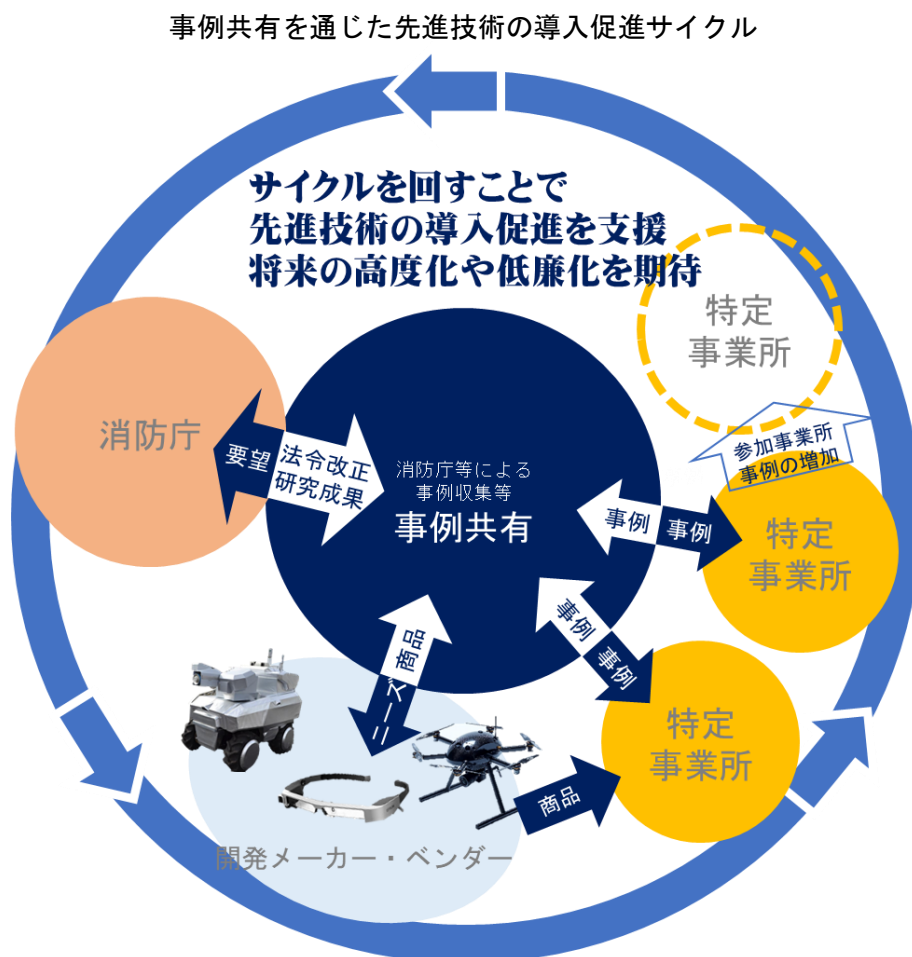 事例共有を通じた先進技術の導入促進サイクル
サイクルを回すことで
先進技術の導入促進を支援
将来の高度化や低廉化を期待
特定
事業所
参加事業所
事例の増加
消防庁
要望
法令改正
研究成果
消防庁等による
事例収集等
事例共有
事例
事例
特定
事業所
事例
事例
商品
ニーズ
特定
事業所
商品
開発メーカー・ベンダー